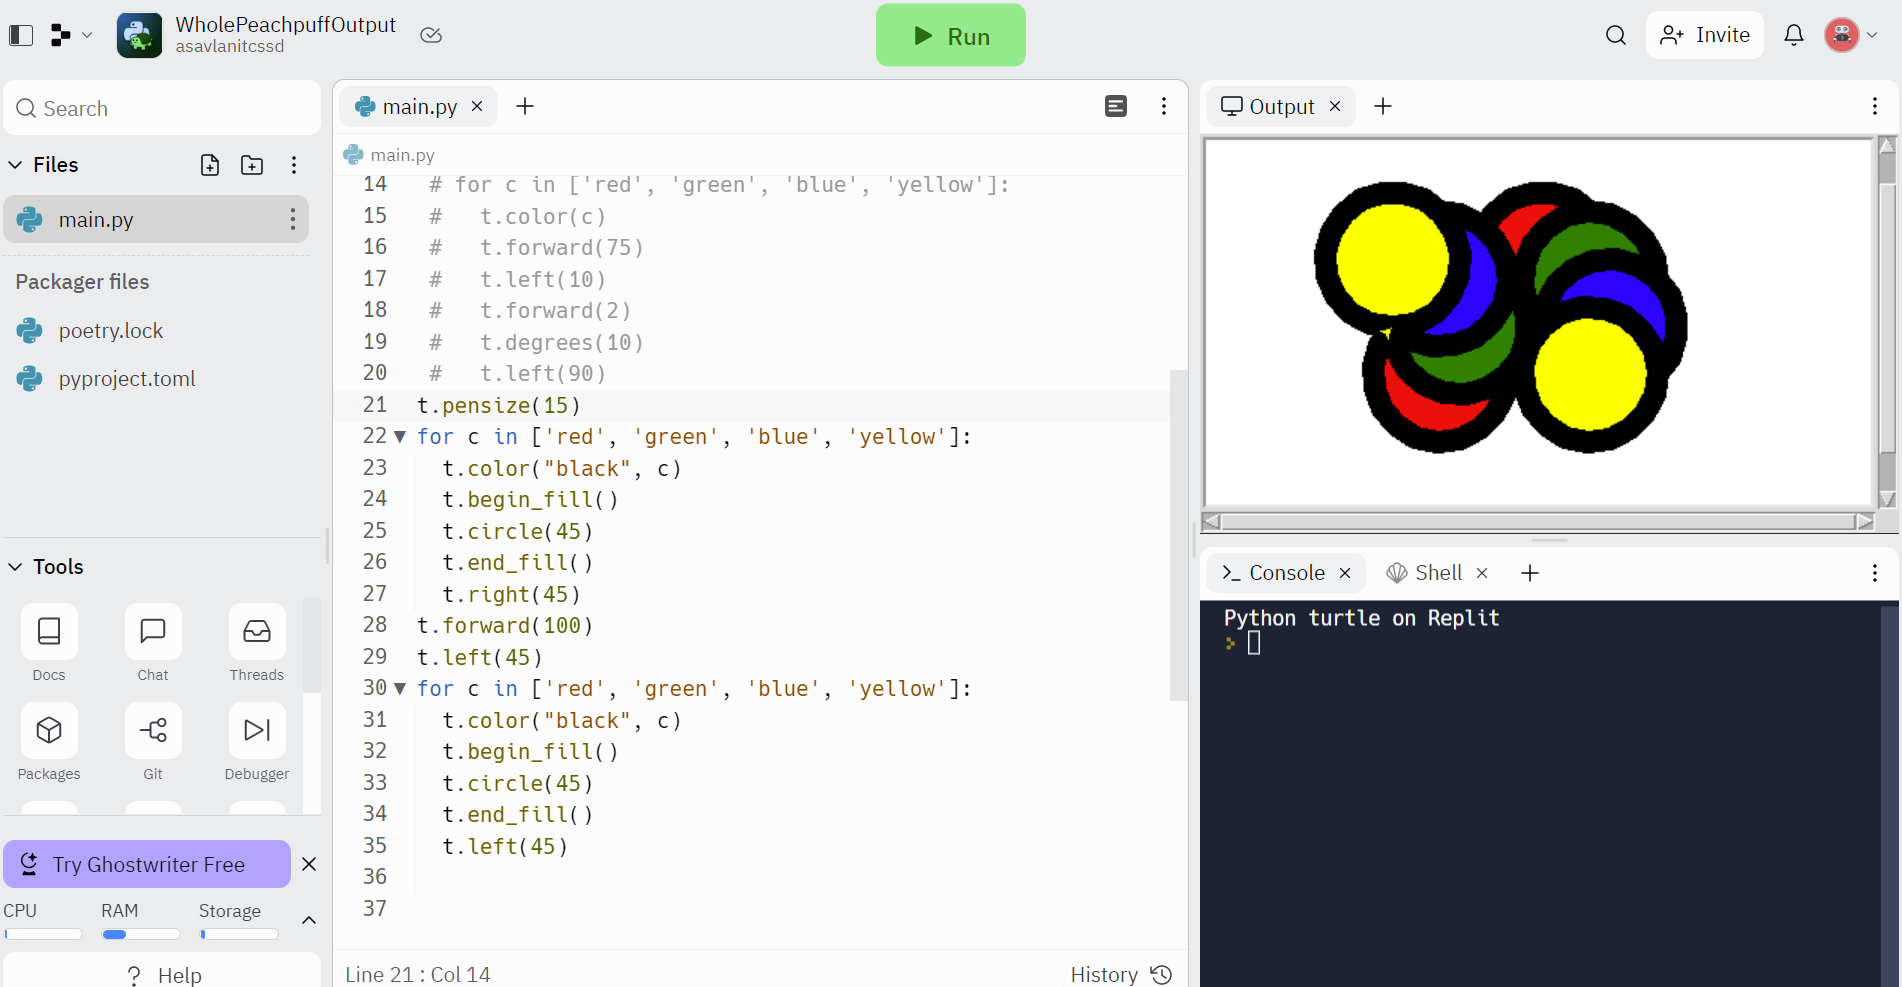 WholePeachpuffOutput
asavlanitcssd
Run
Invite
Search
Files
main.py
Packager files
poetry.lock
pyproject.toml
Tools
Docs
Chat
Threads
Packages
Git
Debugger
Try Ghostwriter Free
CPU
RAM
Storage
? Help
main.py
main.py
14 # for c in ['red', 'green', 'blue', 'yellow']:
15 #   t.color(c)
16 #   t.forward(75)
17 #   t.left(10)
18 #   t.forward(2)
19 #   t.degrees(10)
20 #   t.left(90)
21 t.pensize(15)
22 for c in ['red', 'green', 'blue', 'yellow']:
23   t.color("black", c)
24   t.begin_fill()
25   t.circle(45)
26   t.end_fill()
27   t.right(45)
28 t.forward(100)
29 t.left(45)
30 for c in ['red', 'green', 'blue', 'yellow']:
31   t.color("black", c)
32   t.begin_fill()
33   t.circle(45)
34   t.end_fill()
35   t.left(45)
36
37
Line 21 : Col 14
History
Output
Console
Shell
Python turtle on Replit